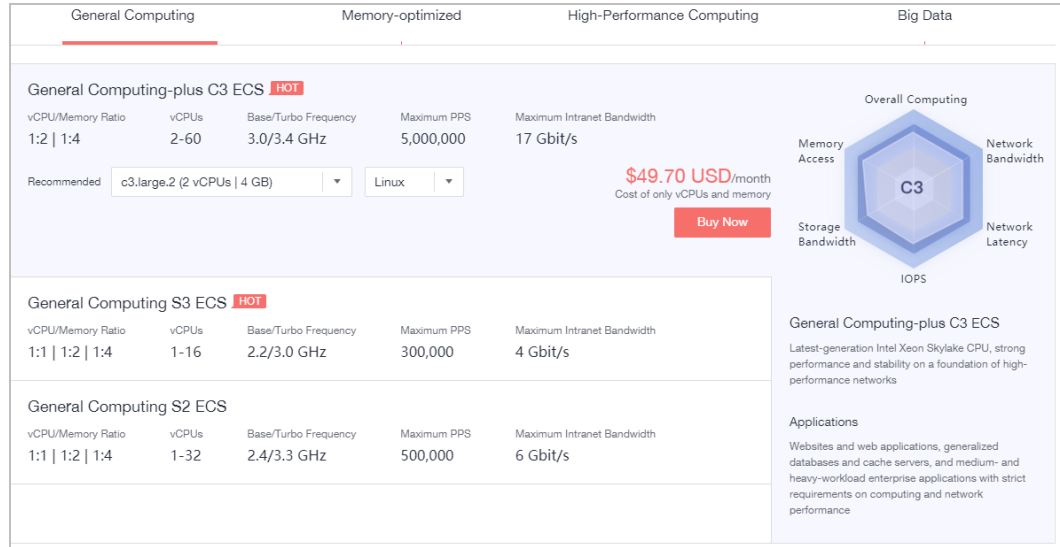 General Computing
Memory-optimized
High-Performance Computing
Big Data
General Computing-plus C3 ECS HOT
vCPU/Memory Ratio vCPUs Base/Turbo Frequency Maximum PPS Maximum Intranet Bandwidth
1:2 | 1:4 2-60 3.0/3.4 GHz 5,000,000 17 Gbit/s
Recommended c3.large.2 (2 vCPUs | 4 GB) Linux
$49.70 USD/month
Cost of only vCPUs and memory
Buy Now
General Computing S3 ECS HOT
vCPU/Memory Ratio vCPUs Base/Turbo Frequency Maximum PPS Maximum Intranet Bandwidth
1:1 | 1:2 | 1:4 1-16 2.2/3.0 GHz 300,000 4 Gbit/s
General Computing S2 ECS
vCPU/Memory Ratio vCPUs Base/Turbo Frequency Maximum PPS Maximum Intranet Bandwidth
1:1 | 1:2 | 1:4 1-32 2.4/3.3 GHz 500,000 6 Gbit/s
Overall Computing
Memory
Access
Network
Bandwidth
C3
Storage
Bandwidth
Network
Latency
IOPS
General Computing-plus C3 ECS
Latest-generation Intel Xeon Skylake CPU, strong
performance and stability on a foundation of high-
performance networks
Applications
Websites and web applications, generalized
databases and cache servers, and medium- and
heavy-workload enterprise applications with strict
requirements on computing and network
performance